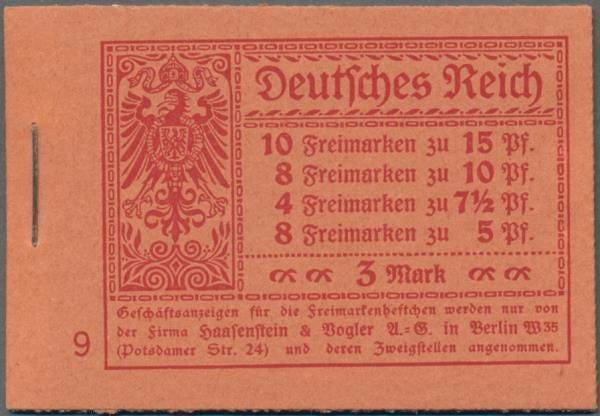 Deutſches Reich
10 Freimarken zu 15 Pf.
8 Freimarken zu 10 Pf.
4 Freimarken zu 7½ Pf.
8 Freimarken zu 5 Pf.
3 Mark
Geſchäftsanzeigen für die Freimarkenheftchen werden nur von
der Firma Haaſenſtein & Vogler A.=G. in Berlin W35
(Potsdamer Str. 24) und deren Zweigſtellen angenommen.
9